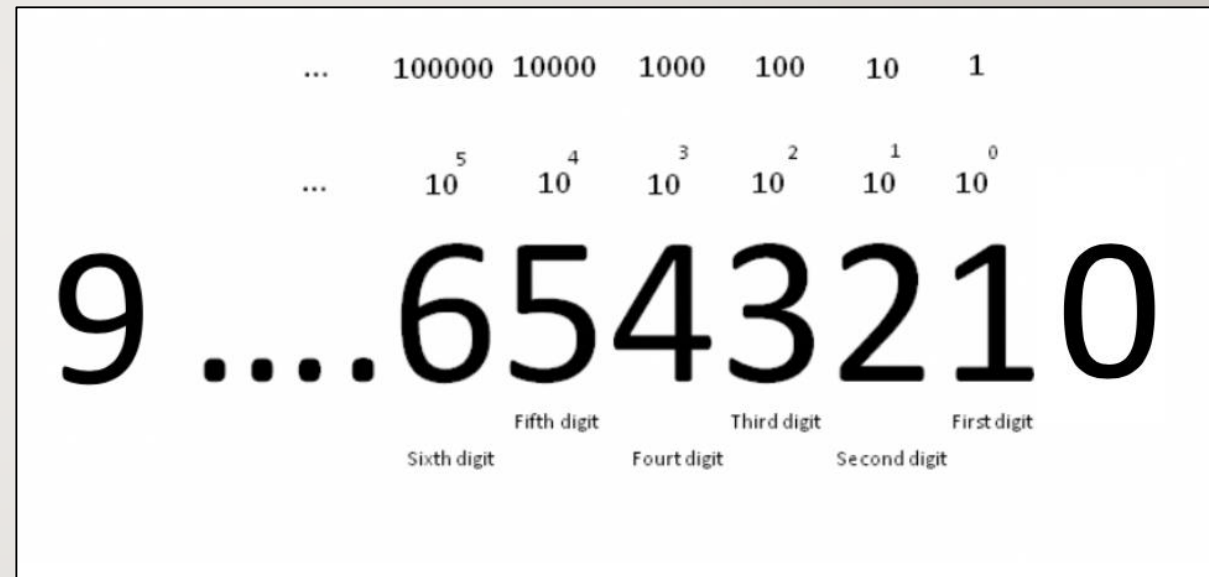 ... 100000 10000 1000 100 10 1
5 4 3 2 1 0
... 10 10 10 10 10 10
9 ....6543210
Fifth digit Third digit First digit
Sixth digit Fourt digit Second digit